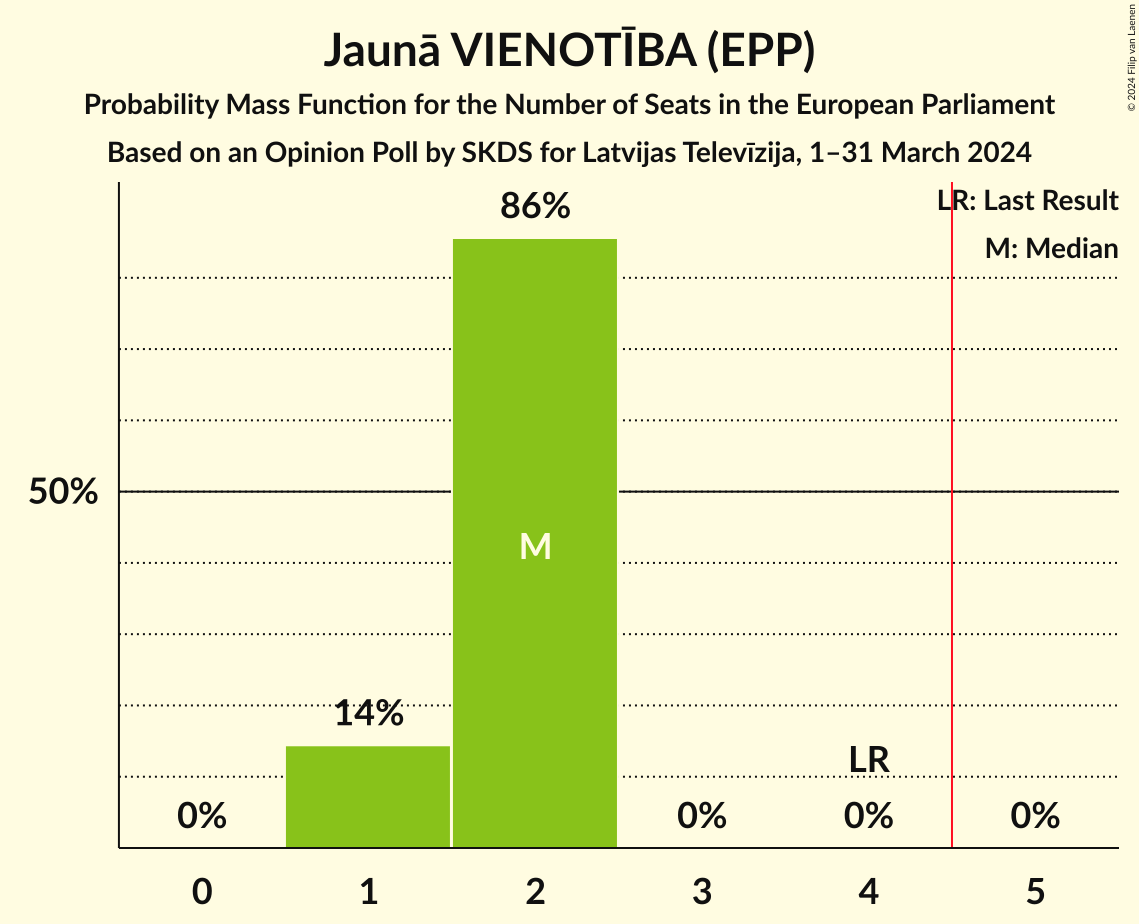 Jaunā VIENOTĪBA (EPP)
Probability Mass Function for the Number of Seats in the European Parliament
Based on an Opinion Poll by SKDS for Latvijas Televīzija, 1–31 March 2024
© 2024 Filip van Laenen
LR: Last Result
M: Median
86%
50%
M
14%
LR
0%
0%
0%
0%
0 1 2 3 4 5